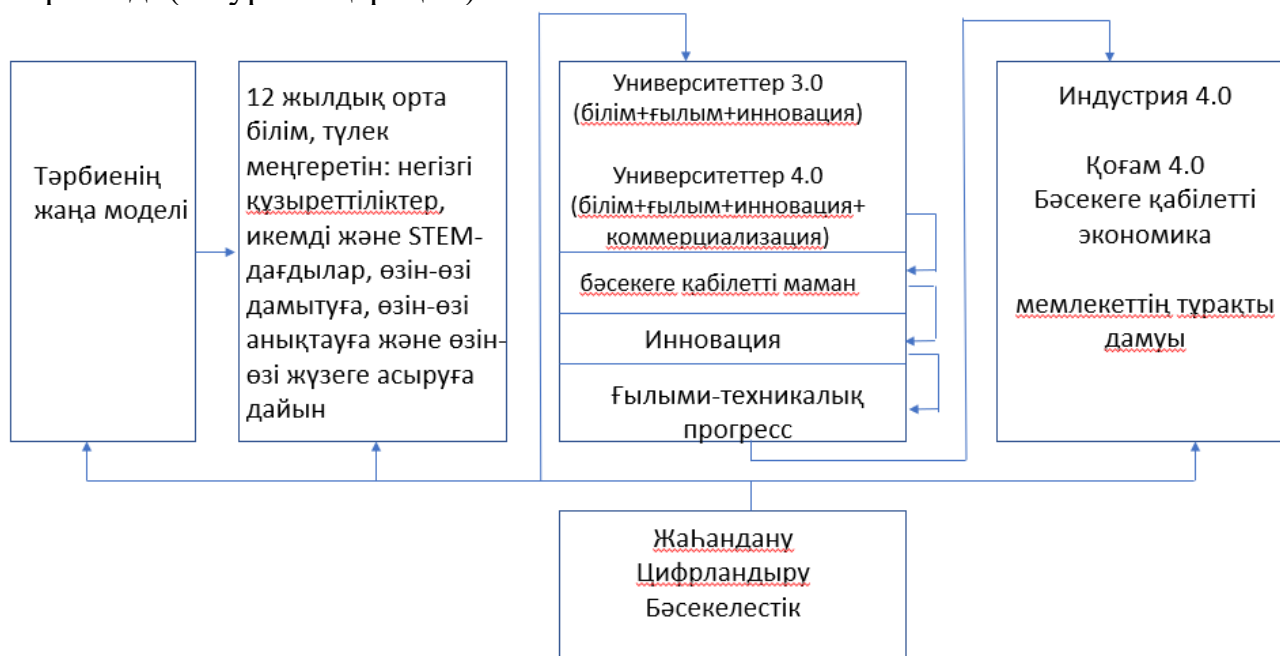 Тәрбиенің
жаңа моделі
12 жылдық орта
білім, түлек
меңгеретін: негізгі
құзыреттіліктер,
икемді және STEM-
дағдылар, өзін-өзі
дамытуға, өзін-өзі
анықтауға және өзін-
өзі жүзеге асыруға
дайын
Университеттер 3.0
(білім+ғылым+инновация)
Университеттер 4.0
(білім+ғылым+инновация+
коммерциализация)
бәсекеге қабілетті маман
Инновация
Ғылыми-техникалық
прогресс
Индустрия 4.0
Қоғам 4.0
Бәсекеге қабілетті
экономика
мемлекеттің тұрақты
дамуы
Жаһандану
Цифрландыру
Бәсекелестік